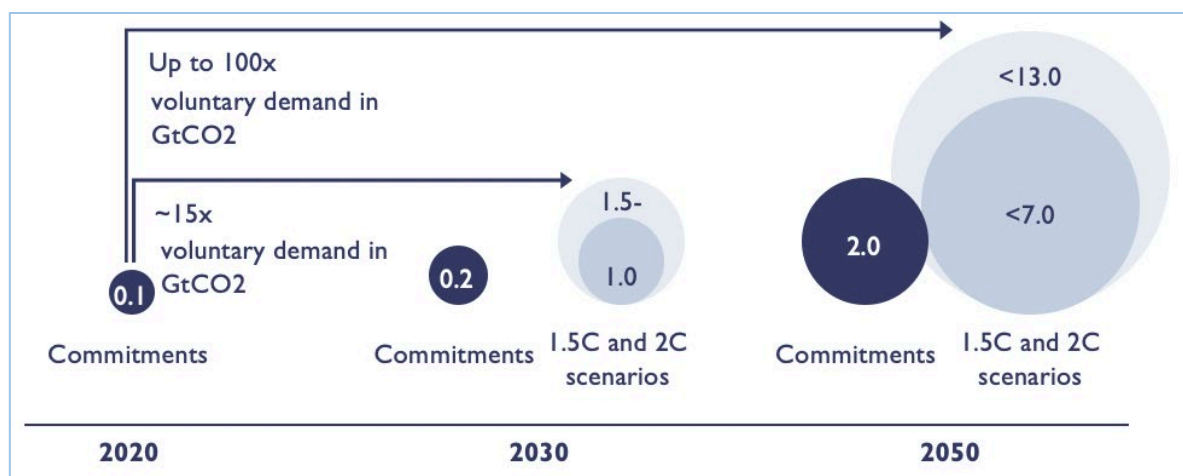 Up to 100x
voluntary demand in
GtCO2
<13.0
~15x
voluntary demand in
GtCO2
1.5-
<7.0
2.0
0.2
1.0
0.1
Commitments
Commitments
1.5C and 2C
scenarios
Commitments
1.5C and 2C
scenarios
2020
2030
2050